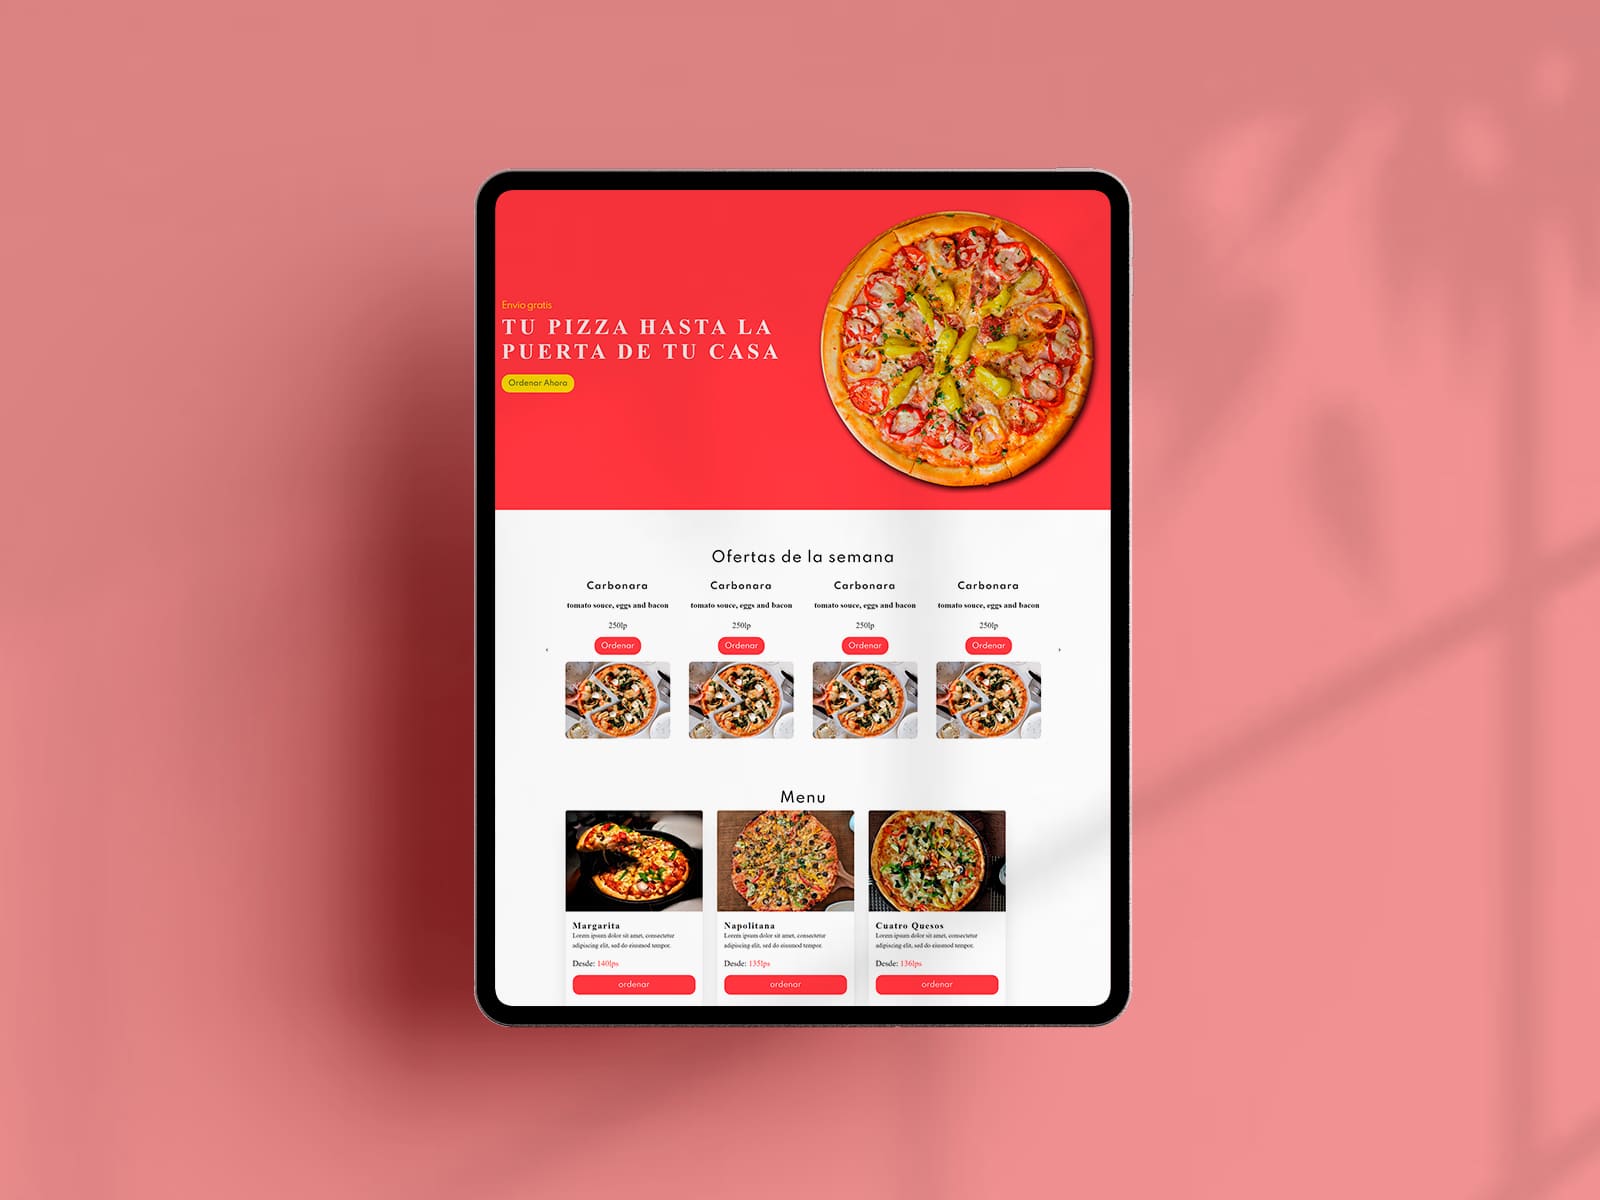 Envio gratis
TU PIZZA HASTA LA
PUERTA DE TU CASA
Ordenar Ahora
Ofertas de la semana
Carbonara
tomato souce, eggs and bacon
250lp
Ordenar
Carbonara
tomato souce, eggs and bacon
250lp
Ordenar
Carbonara
tomato souce, eggs and bacon
250lp
Ordenar
Carbonara
tomato souce, eggs and bacon
250lp
Ordenar
Menu
Margarita
Lorem ipsum dolor sit amet, consectetur
adipiscing elit, sed do eiusmod tempor.
Desde: 140lps
ordenar
Napolitana
Lorem ipsum dolor sit amet, consectetur
adipiscing elit, sed do eiusmod tempor.
Desde: 135lps
ordenar
Cuatro Quesos
Lorem ipsum dolor sit amet, consectetur
adipiscing elit, sed do eiusmod tempor.
Desde: 136lps
ordenar